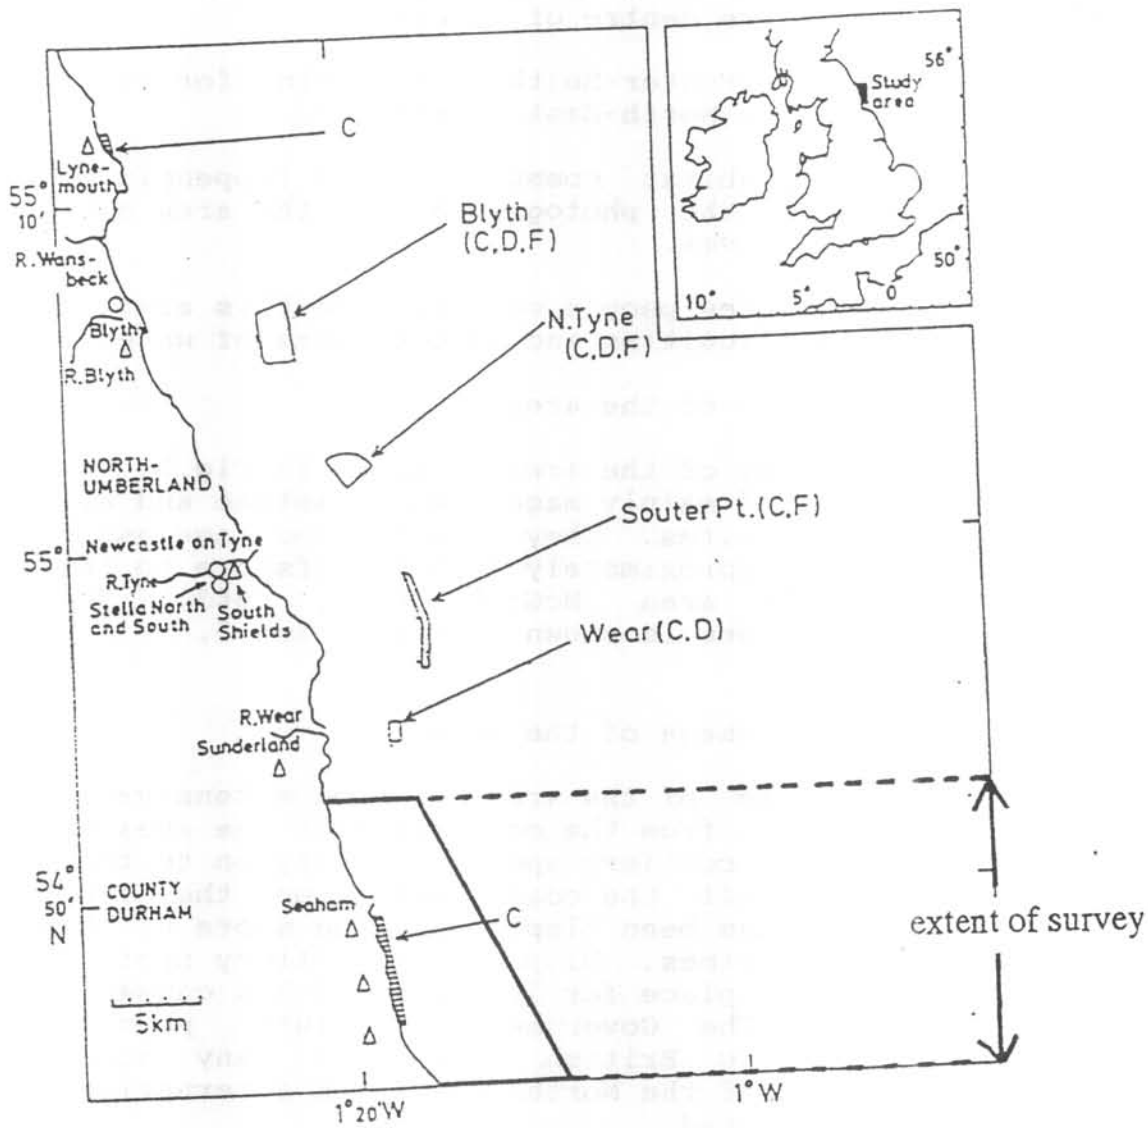 56°
Study
area
50°
10°
5°
0
C
Lyne-
mouth
55°
10'
Blyth
(C,D,F)
R.Wans-
beck
Blyth
R.Blyth
N.Tyne
(C,D,F)
NORTH-
UMBERLAND
Souter Pt.(C,F)
Newcastle on Tyne
55°
R.Tyne
Stella North
and South
South
Shields
Wear(C.D)
R.Wear
Sunderland
54°
50'
N
COUNTY
DURHAM
Seaham
C
extent of survey
5km
1°20'W
1°W